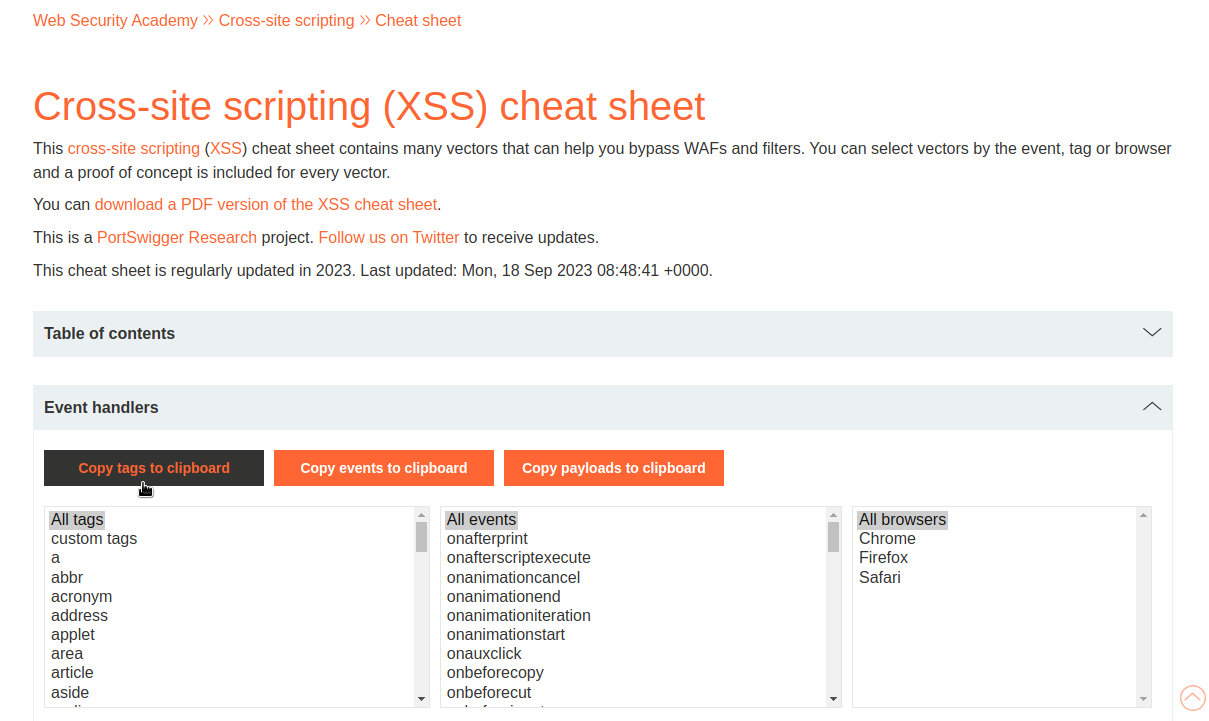 Web Security Academy >> Cross-site scripting >> Cheat sheet
Cross-site scripting (XSS) cheat sheet
This cross-site scripting (XSS) cheat sheet contains many vectors that can help you bypass WAFs and filters. You can select vectors by the event, tag or browser
and a proof of concept is included for every vector.
You can download a PDF version of the XSS cheat sheet.
This is a PortSwigger Research project. Follow us on Twitter to receive updates.
This cheat sheet is regularly updated in 2023. Last updated: Mon, 18 Sep 2023 08:48:41 +0000.
Table of contents
Event handlers
Copy tags to clipboard
Copy events to clipboard
Copy payloads to clipboard
All tags
custom tags
a
abbr
acronym
address
applet
area
article
aside
All events
onafterprint
onafterscriptexecute
onanimationcancel
onanimationend
onanimationiteration
onanimationstart
onauxclick
onbeforecopy
onbeforecut
All browsers
Chrome
Firefox
Safari